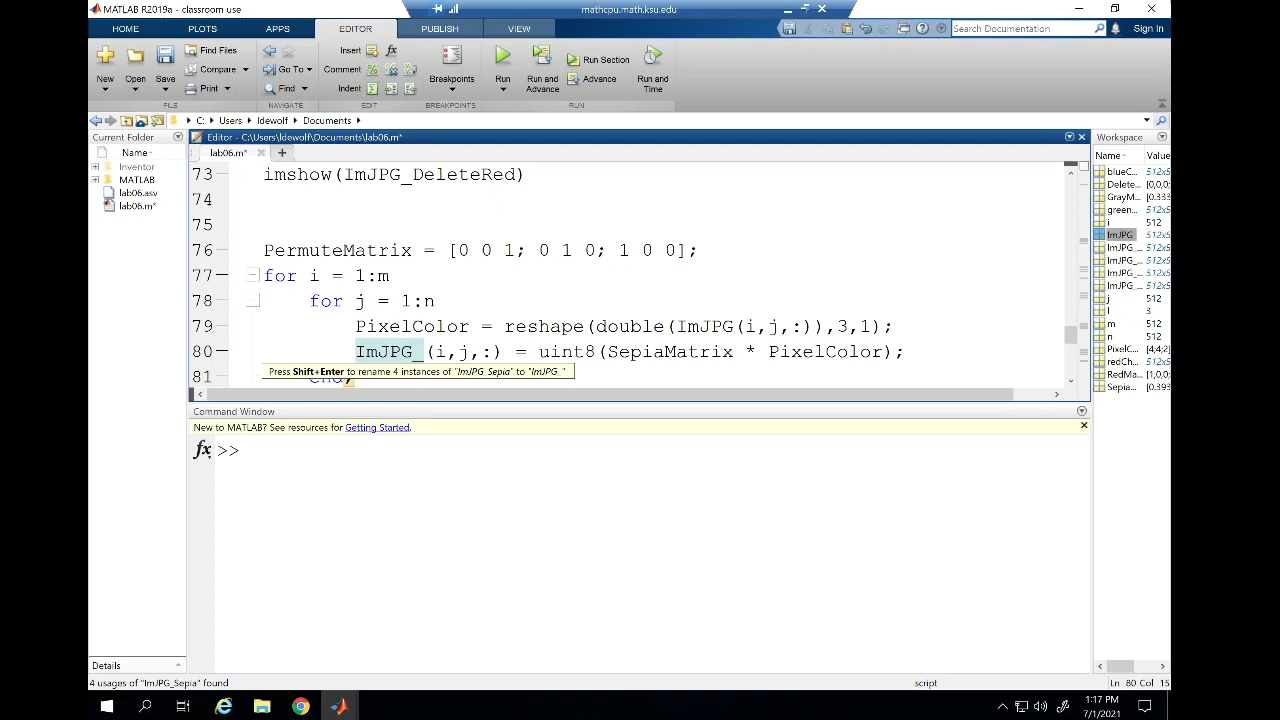 MATLAB R2019a - classroom use
mathcpu.math.ksu.edu
HOME PLOTS APPS EDITOR PUBLISH VIEW
Search Documentation
Sign In
New Open Save
Find Files
Compare
Print
FILE
Go To
Find
NAVIGATE
Insert
Comment
Indent
EDIT
Breakpoints
BREAKPOINTS
Run
Run and Advance
Run Section
Advance
Run and Time
RUN
C: Users ldewolf Documents
Current Folder
Name
Inventor
MATLAB
lab06.asv
lab06.m*
Editor - C:\Users\ldewolf\Documents\lab06.m*
lab06.m*
73 imshow(ImJPG_DeleteRed)
74
75
76 PermuteMatrix = [0 0 1; 0 1 0; 1 0 0];
77 for i = 1:m
78 for j = 1:n
79 PixelColor = reshape(double(ImJPG(i,j,:)),3,1);
80 ImJPG_(i,j,:) = uint8(SepiaMatrix * PixelColor);
Press Shift+Enter to rename 4 instances of "ImJPG_Sepia" to "ImJPG_"
81 end;
Command Window
New to MATLAB? See resources for Getting Started.
fx >>
Workspace
Name Value
blueC... 512x5
Delete... [0,0,0;
GrayM... [0.333
green... 512x5
i 512
ImJPG 512x5
ImJPG_... 512x5
ImJPG_... 512x5
ImJPG_... 512x5
ImJPG_... 512x5
j 512
l 3
m 512
n 512
PixelC... [4;4;2]
redCh... 512x5
RedMa... [1,0,0;
Sepia... [0.393
Details
4 usages of "ImJPG_Sepia" found
script
Ln 80 Col 15
1:17 PM
7/1/2021